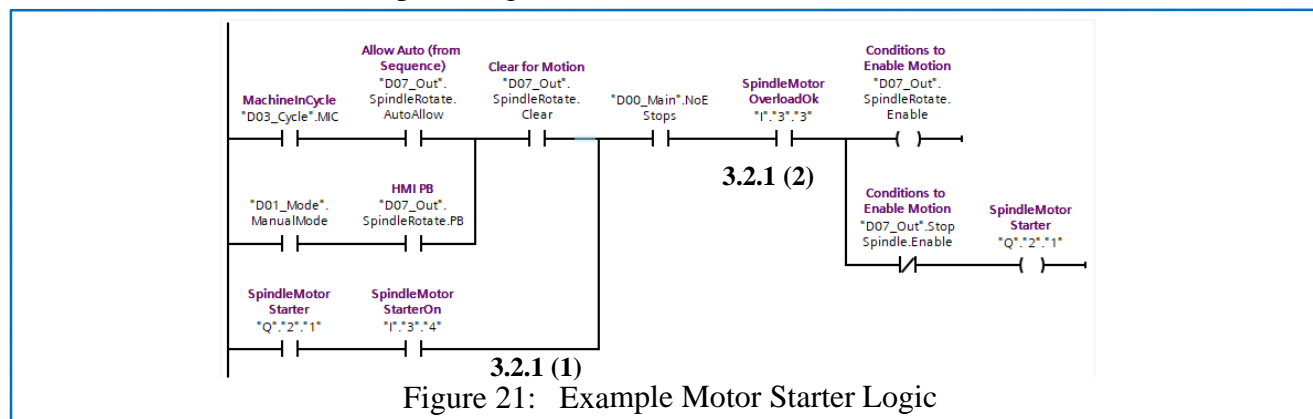 Allow Auto (from
Sequence)
"D07_Out".
SpindleRotate.
AutoAllow
Clear for Motion
"D07_Out".
SpindleRotate.
Clear
Conditions to
Enable Motion
"D07_Out".
SpindleRotate.
Enable
MachineInCycle
"D03_Cycle".MIC
"D00_Main".NoE
Stops
SpindleMotor
OverloadOk
"I"."3"."3"
3.2.1 (2)
"D01_Mode".
ManualMode
HMI PB
"D07_Out".
SpindleRotate.PB
Conditions to
Enable Motion
"D07_Out".Stop
Spindle.Enable
SpindleMotor
Starter
"Q"."2"."1"
SpindleMotor
Starter
"Q"."2"."1"
SpindleMotor
StarterOn
"I"."3"."4"
3.2.1 (1)
Figure 21: Example Motor Starter Logic